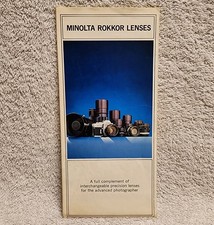 MINOLTA ROKKOR LENSES
A full complement of
interchangeable precision lenses
for the advanced photographer